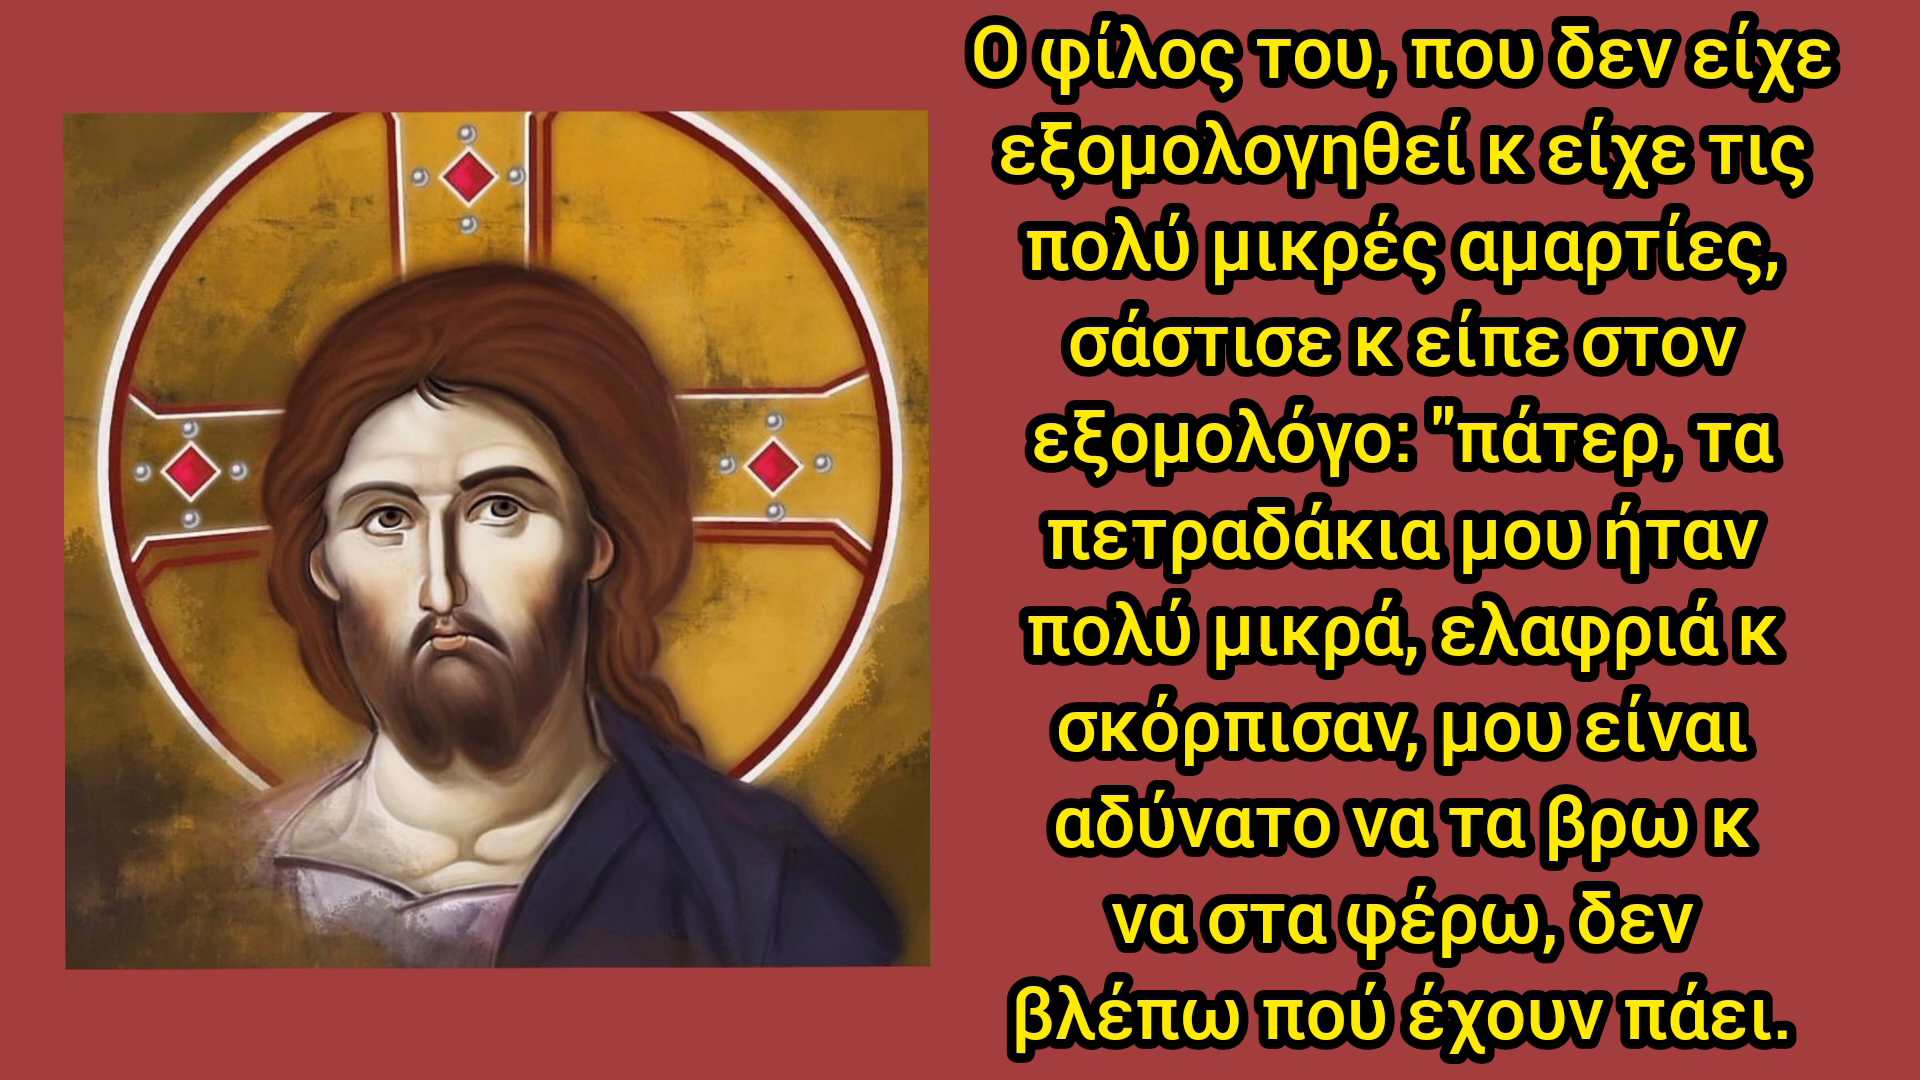 Ο φίλος του, που δεν είχε
εξομολογηθεί κ είχε τις
πολύ μικρές αμαρτίες,
σάστισε κ είπε στον
εξομολόγο: "πάτερ, τα
πετραδάκια μου ήταν
πολύ μικρά, ελαφριά κ
σκόρπισαν, μου είναι
αδύνατο να τα βρω κ
να στα φέρω, δεν
βλέπω πού έχουν πάει.